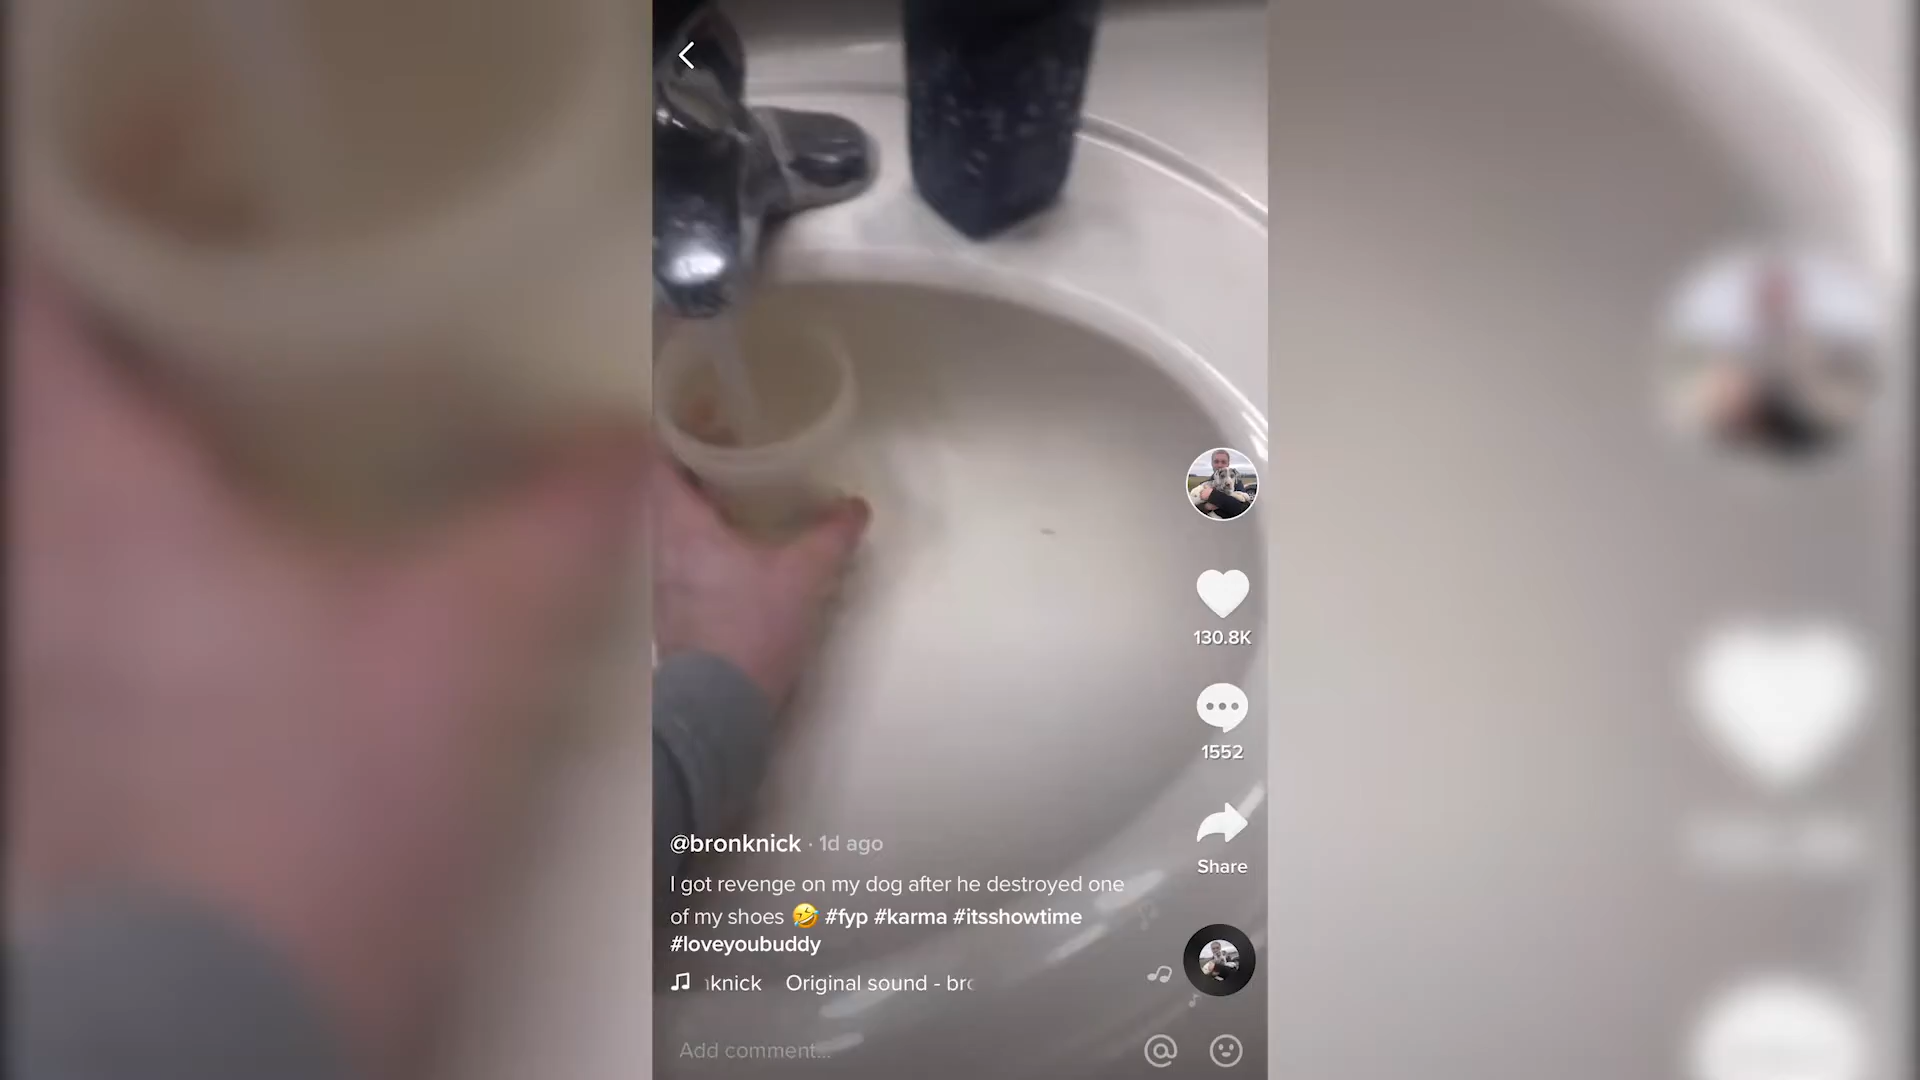 130.8K
1552
Share
@bronknick · 1d ago
I got revenge on my dog after he destroyed one
of my shoes 🤣 #fyp #karma #itsshowtime
#loveyoubuddy
knick Original sound - bro
Add comment...